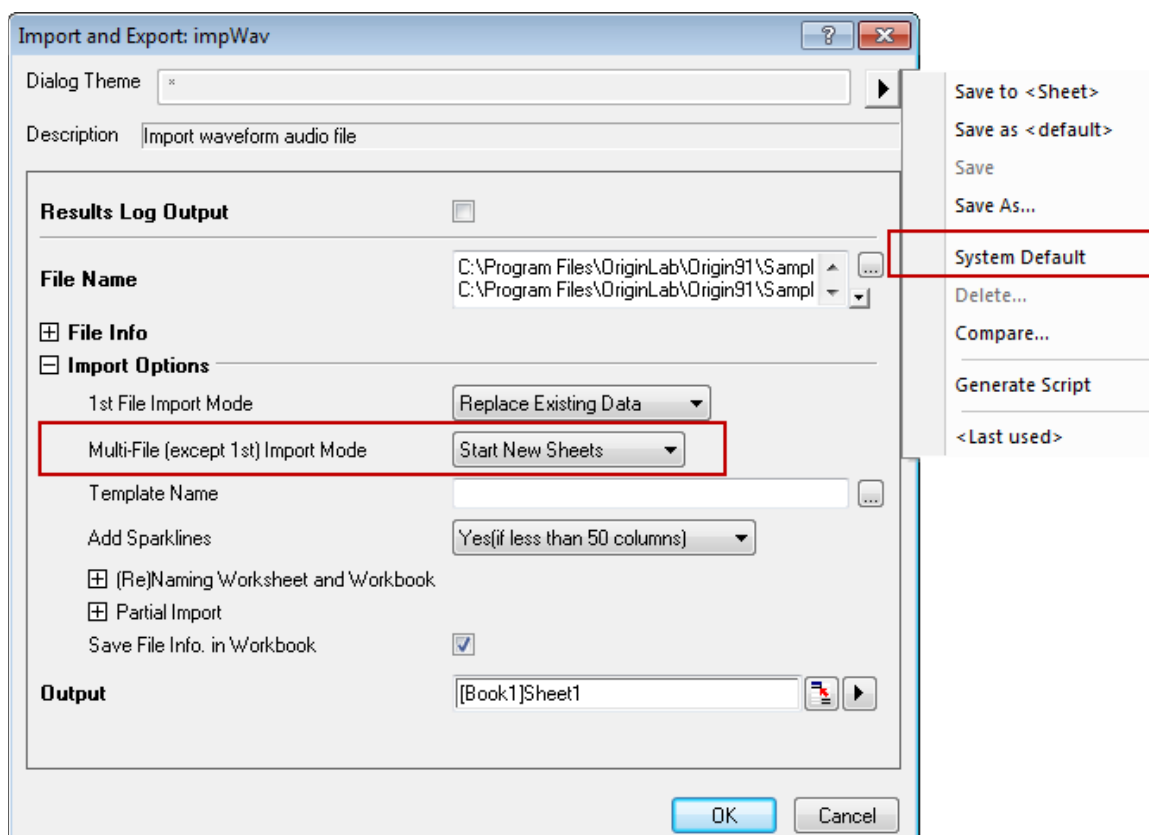 Import and Export: impWav
Dialog Theme *
Description Import waveform audio file
Results Log Output
File Name C:\Program Files\OriginLab\Origin91\Sampl
C:\Program Files\OriginLab\Origin91\Sampl
...
File Info
Import Options
1st File Import Mode Replace Existing Data
Multi-File (except 1st) Import Mode Start New Sheets
Template Name ...
Add Sparklines Yes(if less than 50 columns)
(Re)Naming Worksheet and Workbook
Partial Import
Save File Info. in Workbook
Output [Book1]Sheet1
OK Cancel
Save to <Sheet>
Save as <default>
Save
Save As...
System Default
Delete...
Compare...
Generate Script
<Last used>